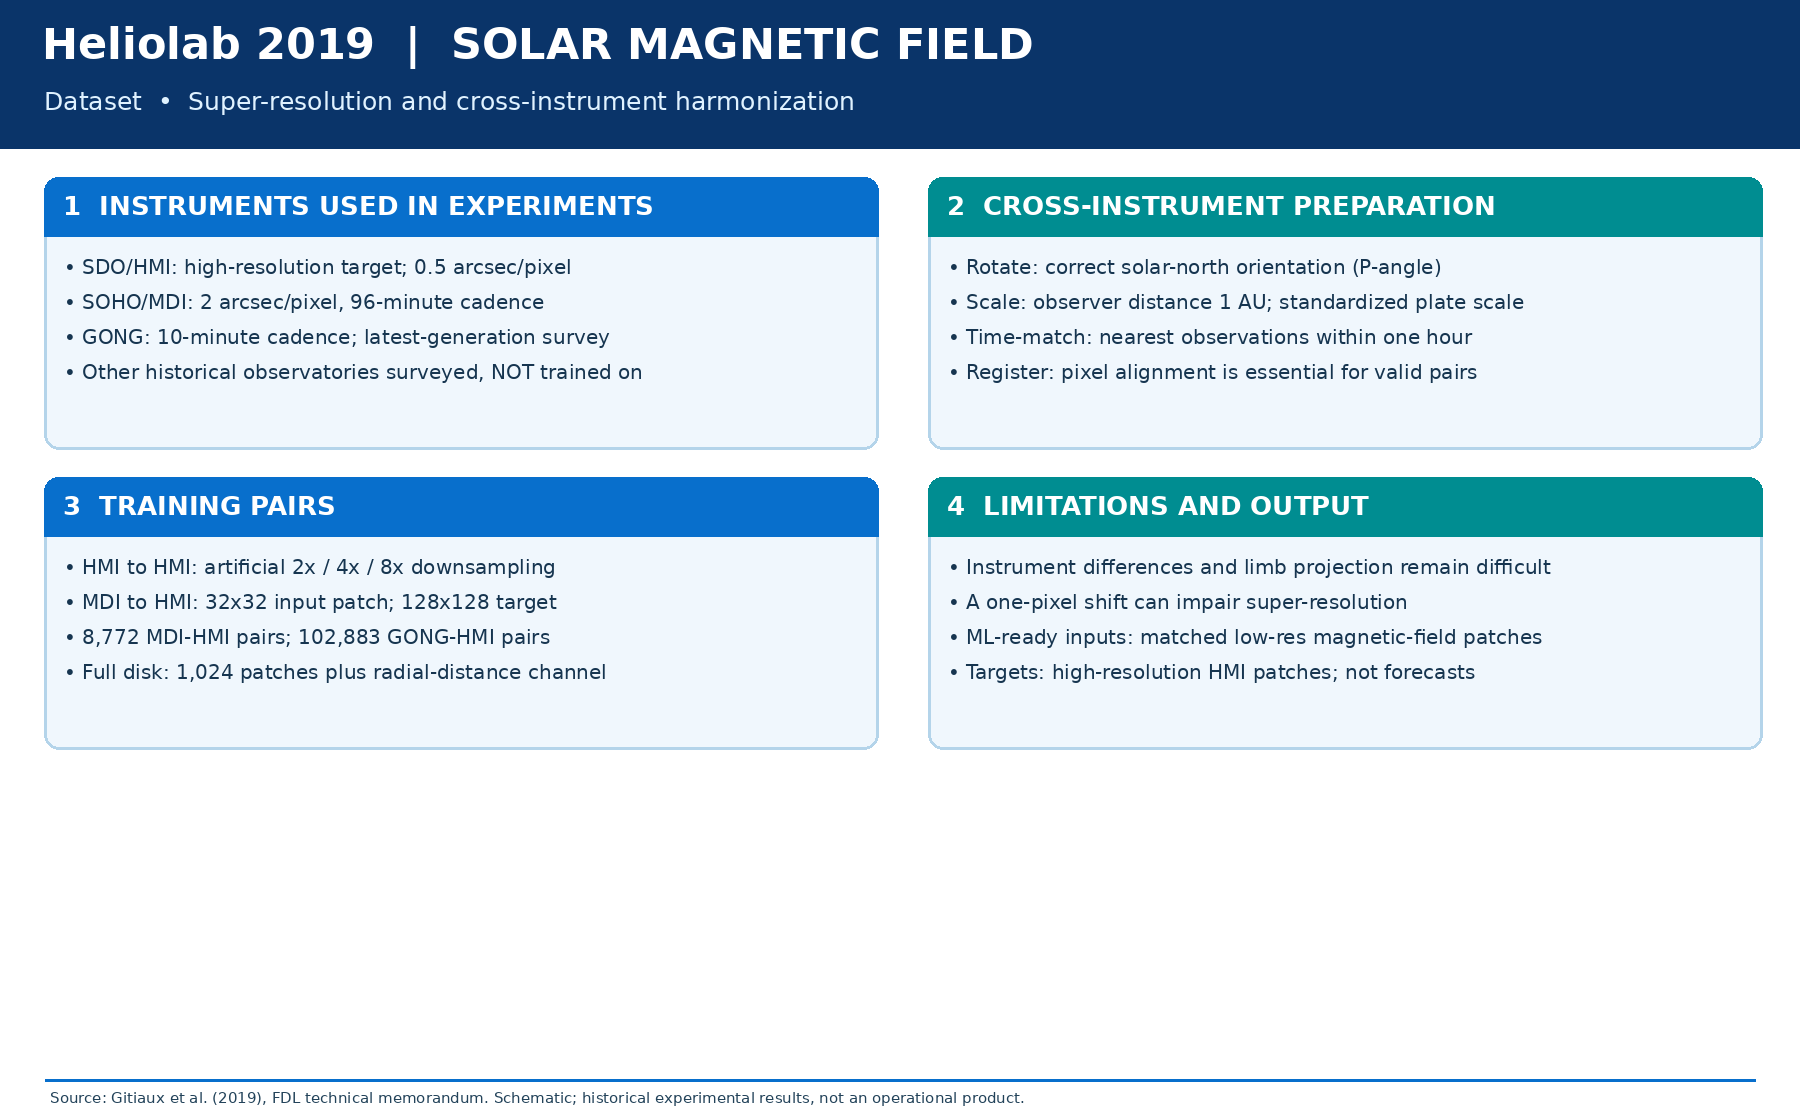 Heliolab 2019 | SOLAR MAGNETIC FIELD
Dataset • Super-resolution and cross-instrument harmonization
1 INSTRUMENTS USED IN EXPERIMENTS
• SDO/HMI: high-resolution target; 0.5 arcsec/pixel
• SOHO/MDI: 2 arcsec/pixel, 96-minute cadence
• GONG: 10-minute cadence; latest-generation survey
• Other historical observatories surveyed, NOT trained on
2 CROSS-INSTRUMENT PREPARATION
• Rotate: correct solar-north orientation (P-angle)
• Scale: observer distance 1 AU; standardized plate scale
• Time-match: nearest observations within one hour
• Register: pixel alignment is essential for valid pairs
3 TRAINING PAIRS
• HMI to HMI: artificial 2x / 4x / 8x downsampling
• MDI to HMI: 32x32 input patch; 128x128 target
• 8,772 MDI-HMI pairs; 102,883 GONG-HMI pairs
• Full disk: 1,024 patches plus radial-distance channel
4 LIMITATIONS AND OUTPUT
• Instrument differences and limb projection remain difficult
• A one-pixel shift can impair super-resolution
• ML-ready inputs: matched low-res magnetic-field patches
• Targets: high-resolution HMI patches; not forecasts
Source: Gitiaux et al. (2019), FDL technical memorandum. Schematic; historical experimental results, not an operational product.